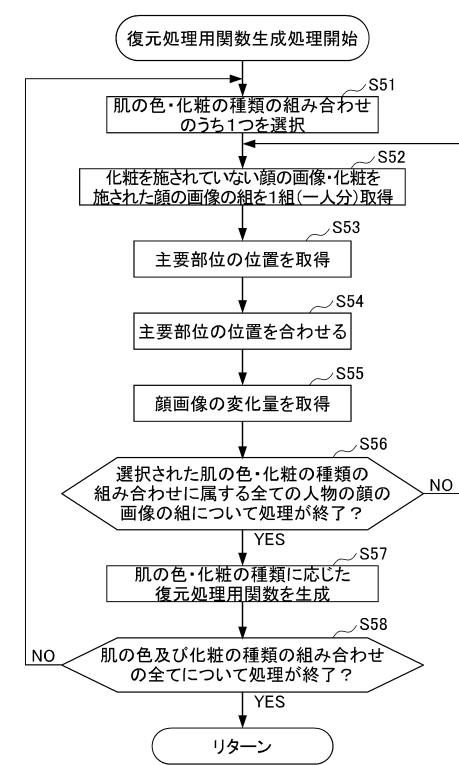 復元処理用関数生成処理開始
S51
肌の色・化粧の種類の組み合わせ
のうち1つを選択
S52
化粧を施されていない顔の画像・化粧を
施された顔の画像の組を1組(一人分)取得
S53
主要部位の位置を取得
S54
主要部位の位置を合わせる
S55
顔画像の変化量を取得
S56
選択された肌の色・化粧の種類の
組み合わせに属する全ての人物の顔の
画像の組について処理が終了?
NO
YES
S57
肌の色・化粧の種類に応じた
復元処理用関数を生成
S58
肌の色及び化粧の種類の組み合わせ
の全てについて処理が終了?
NO
YES
リターン